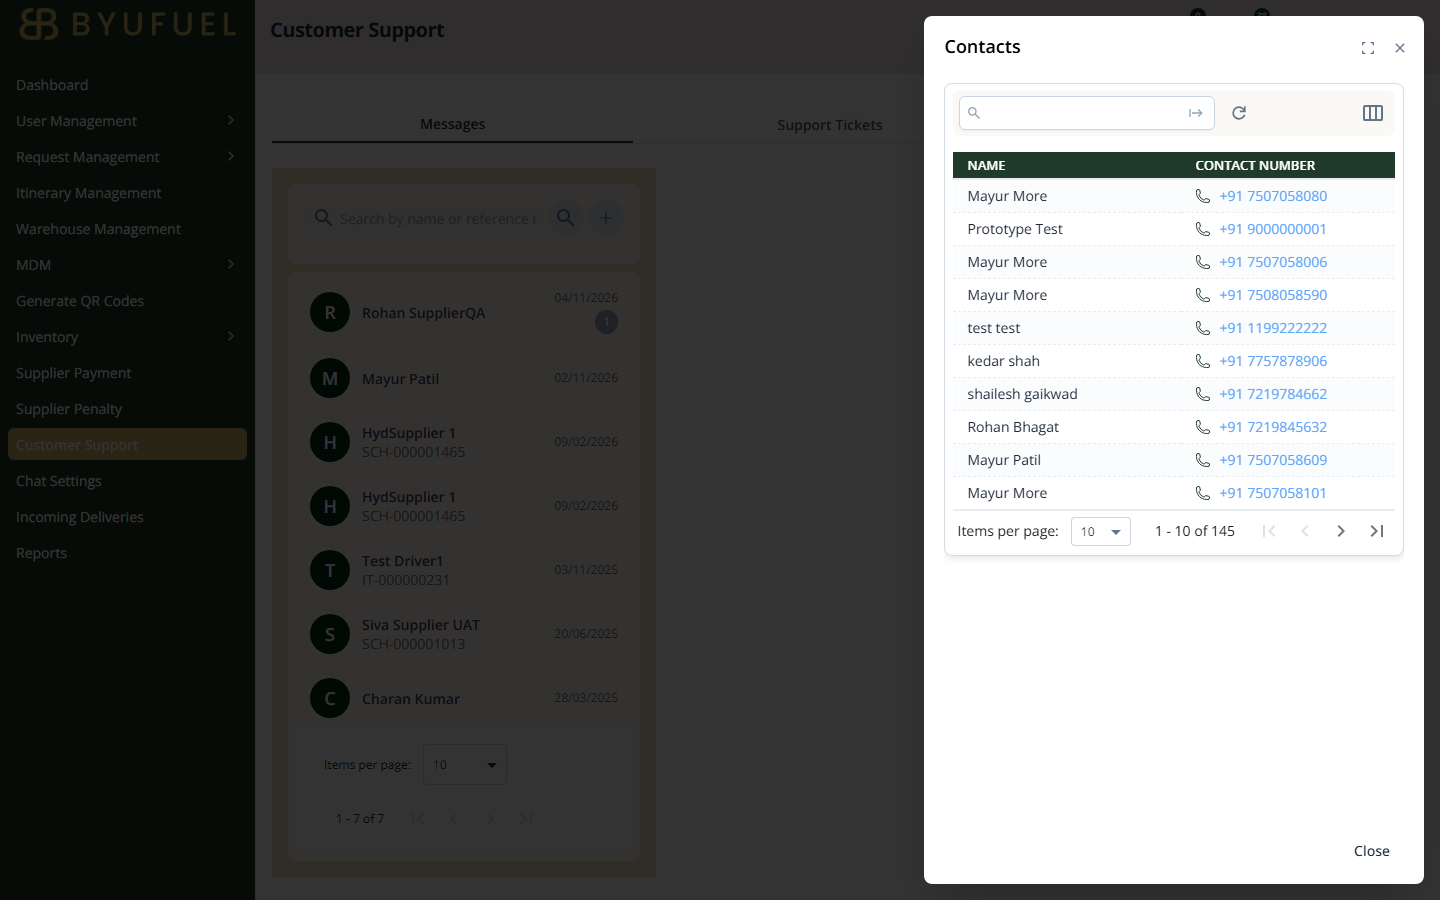 BYUFUEL
Dashboard
User Management
Request Management
Itinerary Management
Warehouse Management
MDM
Generate QR Codes
Inventory
Supplier Payment
Supplier Penalty
Customer Support
Chat Settings
Incoming Deliveries
Reports
Customer Support
Messages
Support Tickets
Search by name or reference
R
Rohan SupplierQA
04/11/2026
1
M
Mayur Patil
02/11/2026
H
HydSupplier 1
SCH-000001465
09/02/2026
H
HydSupplier 1
SCH-000001465
09/02/2026
T
Test Driver1
IT-000000231
03/11/2025
S
Siva Supplier UAT
SCH-000001013
20/06/2025
C
Charan Kumar
28/03/2025
Items per page: 10
1 - 7 of 7
Contacts
NAME CONTACT NUMBER
Mayur More +91 7507058080
Prototype Test +91 9000000001
Mayur More +91 7507058006
Mayur More +91 7508058590
test test +91 1199222222
kedar shah +91 7757878906
shailesh gaikwad +91 7219784662
Rohan Bhagat +91 7219845632
Mayur Patil +91 7507058609
Mayur More +91 7507058101
Items per page: 10 1 - 10 of 145
Close